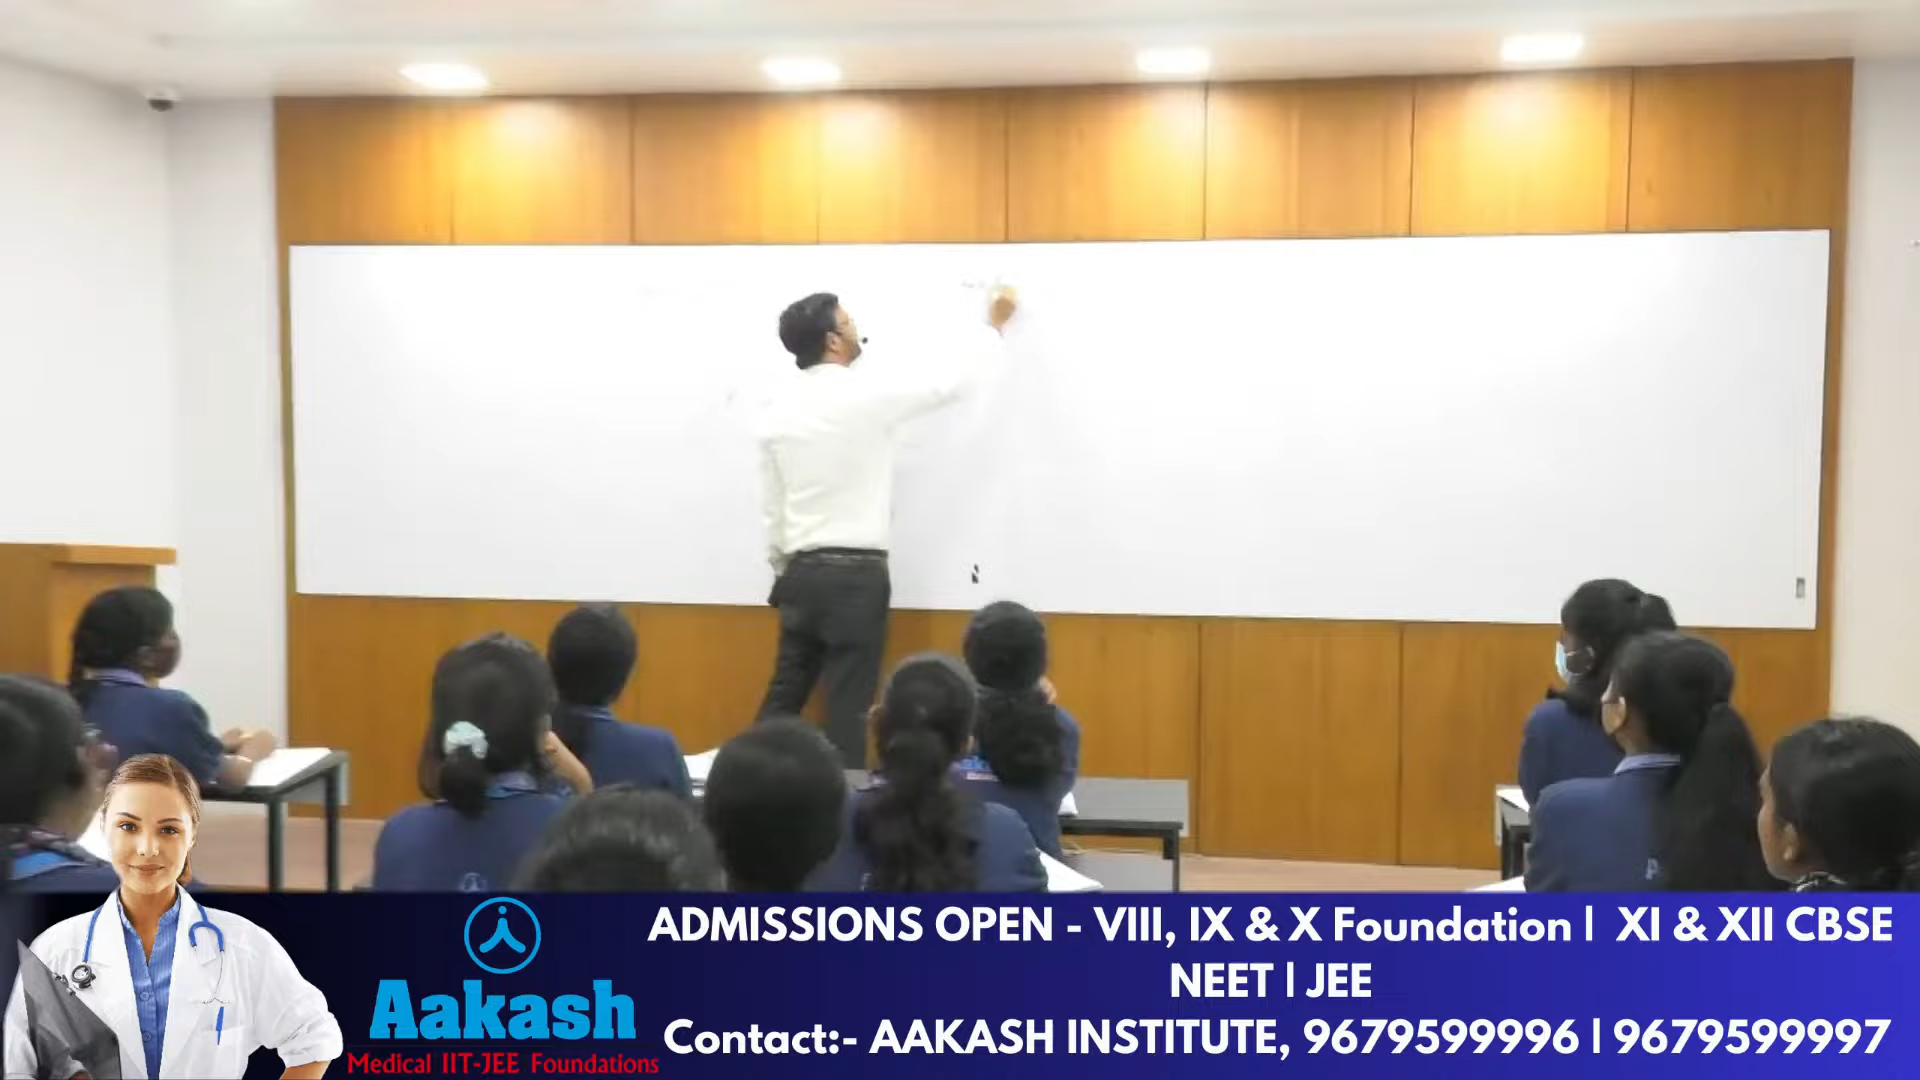 ADMISSIONS OPEN - VIII, IX & X Foundation | XI & XII CBSE
NEET | JEE
Contact:- AAKASH INSTITUTE, 9679599996 | 9679599997
Aakash
Medical IIT-JEE Foundations